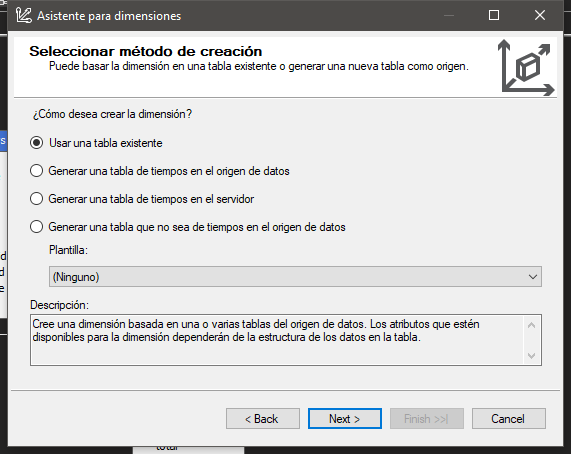 Asistente para dimensiones
Seleccionar método de creación
Puede basar la dimensión en una tabla existente o generar una nueva tabla como origen.
¿Cómo desea crear la dimensión?
Usar una tabla existente
Generar una tabla de tiempos en el origen de datos
Generar una tabla de tiempos en el servidor
Generar una tabla que no sea de tiempos en el origen de datos
Plantilla:
(Ninguno)
Descripción:
Cree una dimensión basada en una o varias tablas del origen de datos. Los atributos que estén
disponibles para la dimensión dependerán de la estructura de los datos en la tabla.
< Back
Next >
Finish >>|
Cancel
total